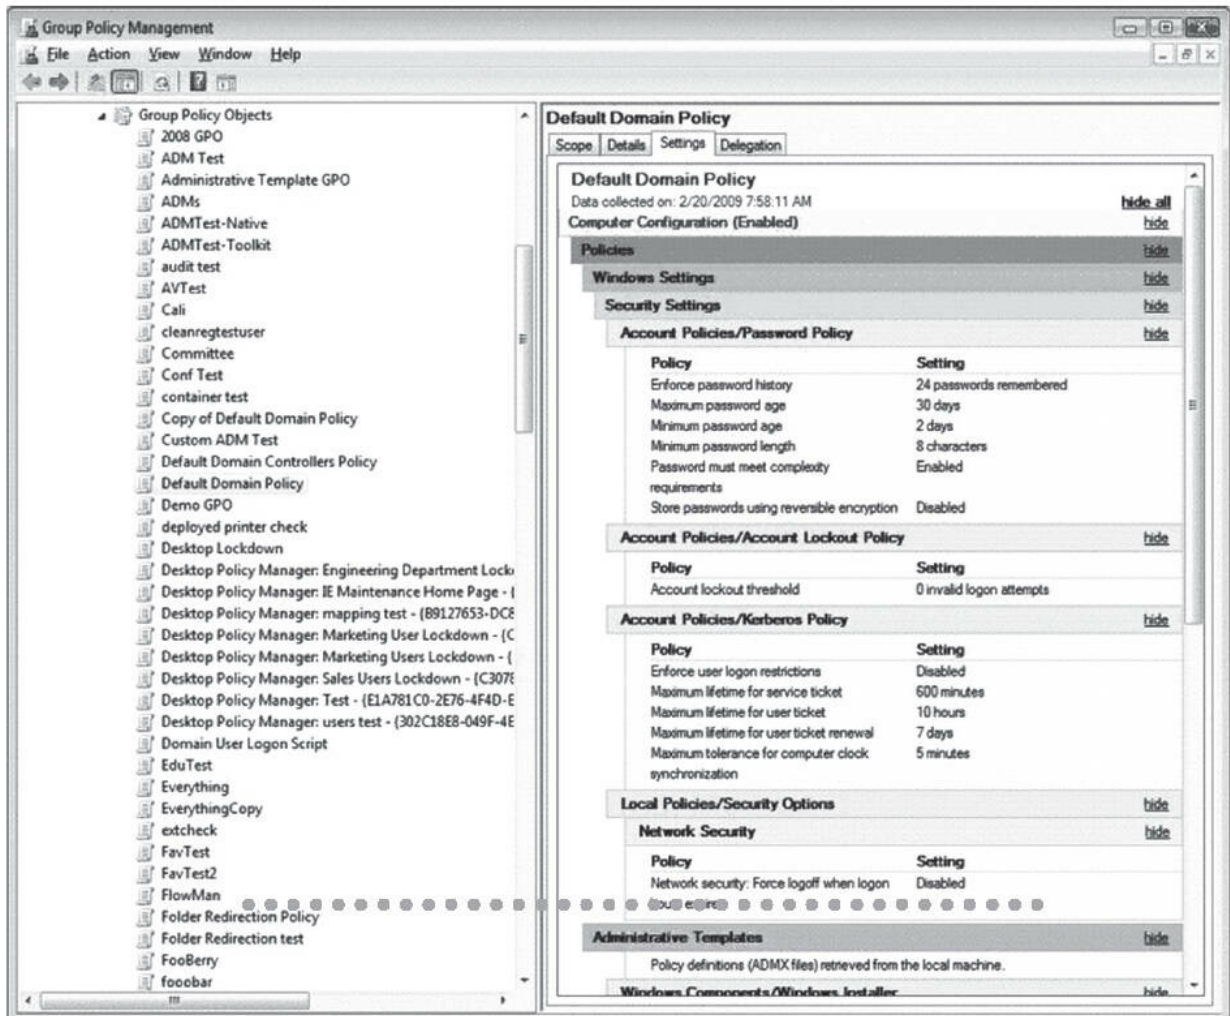 Group Policy Management
File Action View Window Help
Group Policy Objects
2008 GPO
ADM Test
Administrative Template GPO
ADMs
ADMTest-Native
ADMTest-Toolkit
audit test
AVTest
Cali
cleanregtestuser
Committee
Conf Test
container test
Copy of Default Domain Policy
Custom ADM Test
Default Domain Controllers Policy
Default Domain Policy
Demo GPO
deployed printer check
Desktop Lockdown
Desktop Policy Manager: Engineering Department Lock
Desktop Policy Manager: IE Maintenance Home Page - {
Desktop Policy Manager: mapping test - {B9127653-DC8
Desktop Policy Manager: Marketing User Lockdown - {C
Desktop Policy Manager: Marketing Users Lockdown - {
Desktop Policy Manager: Sales Users Lockdown - {C3078
Desktop Policy Manager: Test - {E1A781C0-2E76-4F4D-E
Desktop Policy Manager: users test - {302C18E8-049F-4E
Domain User Logon Script
EduTest
Everything
EverythingCopy
extcheck
FavTest
FavTest2
FlowMan
Folder Redirection Policy
Folder Redirection test
FooBerry
fooobar
Default Domain Policy
Scope Details Settings Delegation
Default Domain Policy
Data collected on: 2/20/2009 7:58:11 AM hide all
Computer Configuration (Enabled) hide
Policies hide
Windows Settings hide
Security Settings hide
Account Policies/Password Policy hide
Policy Setting
Enforce password history 24 passwords remembered
Maximum password age 30 days
Minimum password age 2 days
Minimum password length 8 characters
Password must meet complexity Enabled
requirements
Store passwords using reversible encryption Disabled
Account Policies/Account Lockout Policy hide
Policy Setting
Account lockout threshold 0 invalid logon attempts
Account Policies/Kerberos Policy hide
Policy Setting
Enforce user logon restrictions Disabled
Maximum lifetime for service ticket 600 minutes
Maximum lifetime for user ticket 10 hours
Maximum lifetime for user ticket renewal 7 days
Maximum tolerance for computer clock 5 minutes
synchronization
Local Policies/Security Options hide
Network Security hide
Policy Setting
Network security: Force logoff when logon Disabled
Administrative Templates hide
Policy definitions (ADMX files) retrieved from the local machine.
Windows Components/Windows Installer hide